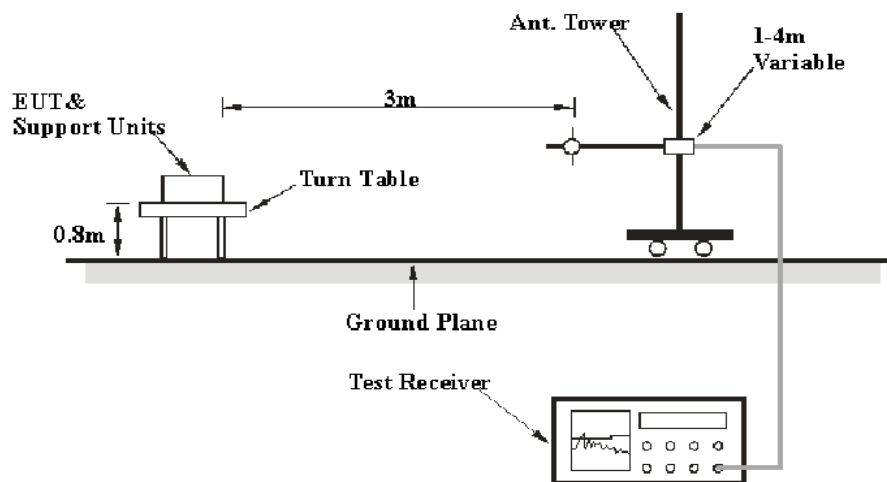 Ant. Tower
1-4m
Variable
3m
EUT&
Support Units
Turn Table
0.8m
Ground Plane
Test Receiver